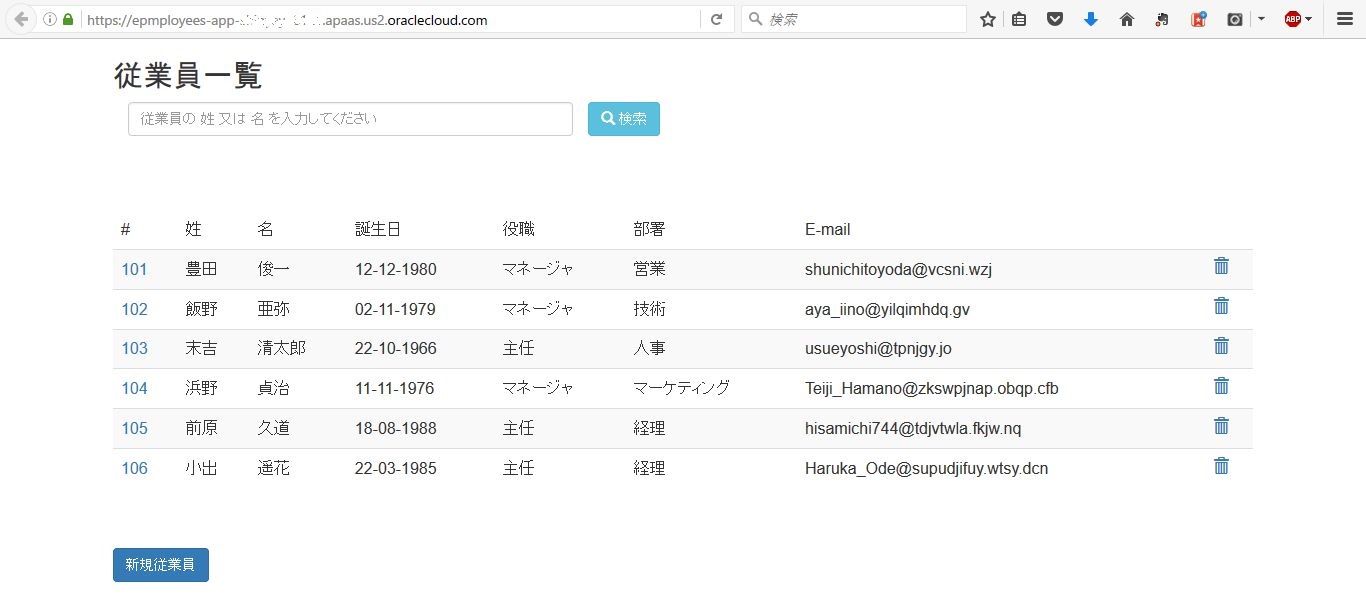 https://epmployees-app- .apaas.us2.oraclecloud.com 検索 ABP
従業員一覧
従業員の 姓 又は 名 を入力してください 検索
# 姓 名 誕生日 役職 部署 E-mail
101 豊田 俊一 12-12-1980 マネージャ 営業 shunichitoyoda@vcsni.wzj
102 飯野 亜弥 02-11-1979 マネージャ 技術 aya_iino@yilqimhdq.gv
103 末吉 清太郎 22-10-1966 主任 人事 usueyoshi@tpnjgy.jo
104 浜野 貞治 11-11-1976 マネージャ マーケティング Teiji_Hamano@zkswpjnap.obqp.cfb
105 前原 久道 18-08-1988 主任 経理 hisamichi744@tdjvtwla.fkjw.nq
106 小出 遥花 22-03-1985 主任 経理 Haruka_Ode@supudjifuy.wtsy.dcn
新規従業員